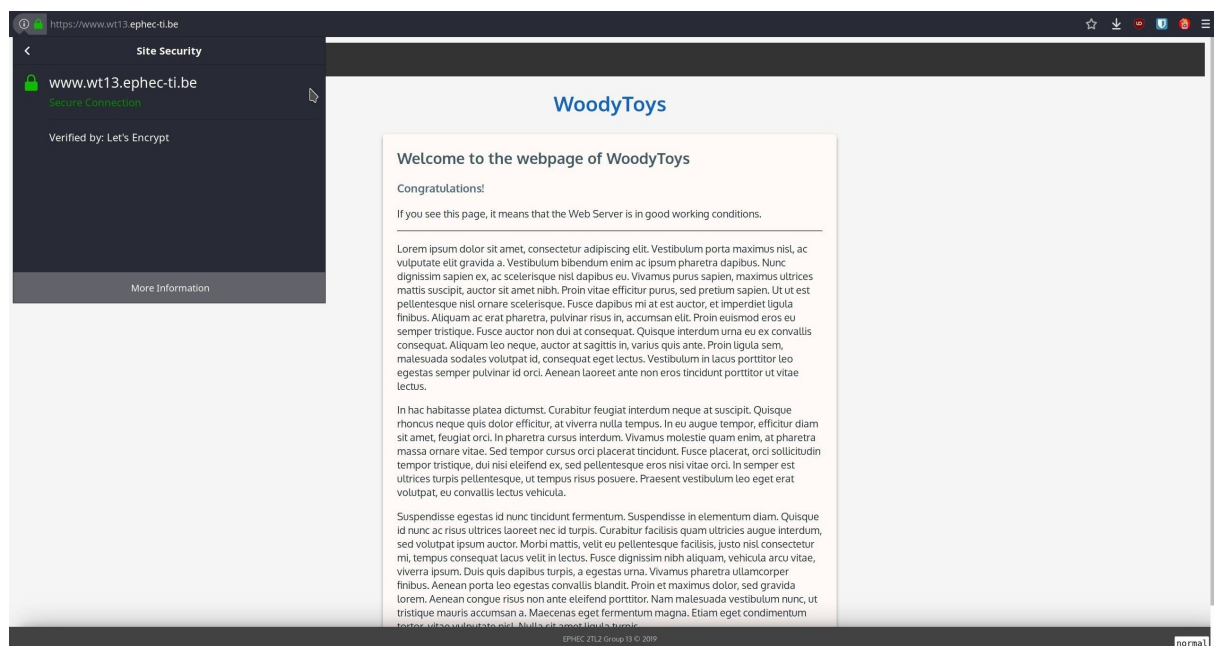 https://www.wt13.ephec-ti.be
Site Security
www.wt13.ephec-ti.be
Secure Connection
Verified by: Let's Encrypt
More Information
WoodyToys
Welcome to the webpage of WoodyToys
Congratulations!
If you see this page, it means that the Web Server is in good working conditions.
Lorem ipsum dolor sit amet, consectetur adipiscing elit. Vestibulum porta maximus nisl, ac
vulputate elit gravida a. Vestibulum bibendum enim ac ipsum pharetra dapibus. Nunc
dignissim sapien ex, ac scelerisque nisl dapibus eu. Vivamus purus sapien, maximus ultrices
mattis suscipit, auctor sit amet nibh. Proin vitae efficitur purus, sed pretium sapien. Ut ut est
pellentesque nisl ornare scelerisque. Fusce dapibus mi at est auctor, et imperdiet ligula
finibus. Aliquam ac erat pharetra, pulvinar risus in, accumsan elit. Proin euismod eros eu
semper tristique. Fusce auctor non dui at consequat. Quisque interdum urna eu ex convallis
consequat. Aliquam leo neque, auctor at sagittis in, varius quis ante. Proin ligula sem,
malesuada sodales volutpat id, consequat eget lectus. Vestibulum in lacus porttitor leo
egestas semper pulvinar id orci. Aenean laoreet ante non eros tincidunt porttitor ut vitae
lectus.
In hac habitasse platea dictumst. Curabitur feugiat interdum neque at suscipit. Quisque
rhoncus neque quis dolor efficitur, at viverra nulla tempus. In eu augue tempor, efficitur diam
sit amet, feugiat orci. In pharetra cursus interdum. Vivamus molestie quam enim, at pharetra
massa ornare vitae. Sed tempor cursus orci placerat tincidunt. Fusce placerat, orci sollicitudin
tempor tristique, dui nisi eleifend ex, sed pellentesque eros nisi vitae orci. In semper est
ultrices turpis pellentesque, ut tempus risus posuere. Praesent vestibulum leo eget erat
volutpat, eu convallis lectus vehicula.
Suspendisse egestas id nunc tincidunt fermentum. Suspendisse in elementum diam. Quisque
id nunc ac risus ultrices laoreet nec id turpis. Curabitur facilisis quam ultricies augue interdum,
sed volutpat ipsum auctor. Morbi mattis, velit eu pellentesque facilisis, justo nisl consectetur
mi, tempus consequat lacus velit in lectus. Fusce dignissim nibh aliquam, vehicula arcu vitae,
viverra ipsum. Duis quis dapibus turpis, a egestas urna. Vivamus pharetra ullamcorper
finibus. Aenean porta leo egestas convallis blandit. Proin et maximus dolor, sed gravida
lorem. Aenean congue risus non ante eleifend porttitor. Nam malesuada vestibulum nunc, ut
tristique mauris accumsan a. Maecenas eget fermentum magna. Etiam eget condimentum
tortor, vitae vulputate nisl. Nulla sit amet ligula turpis.
EPHEC 2TL2 Group 13 © 2019
normal